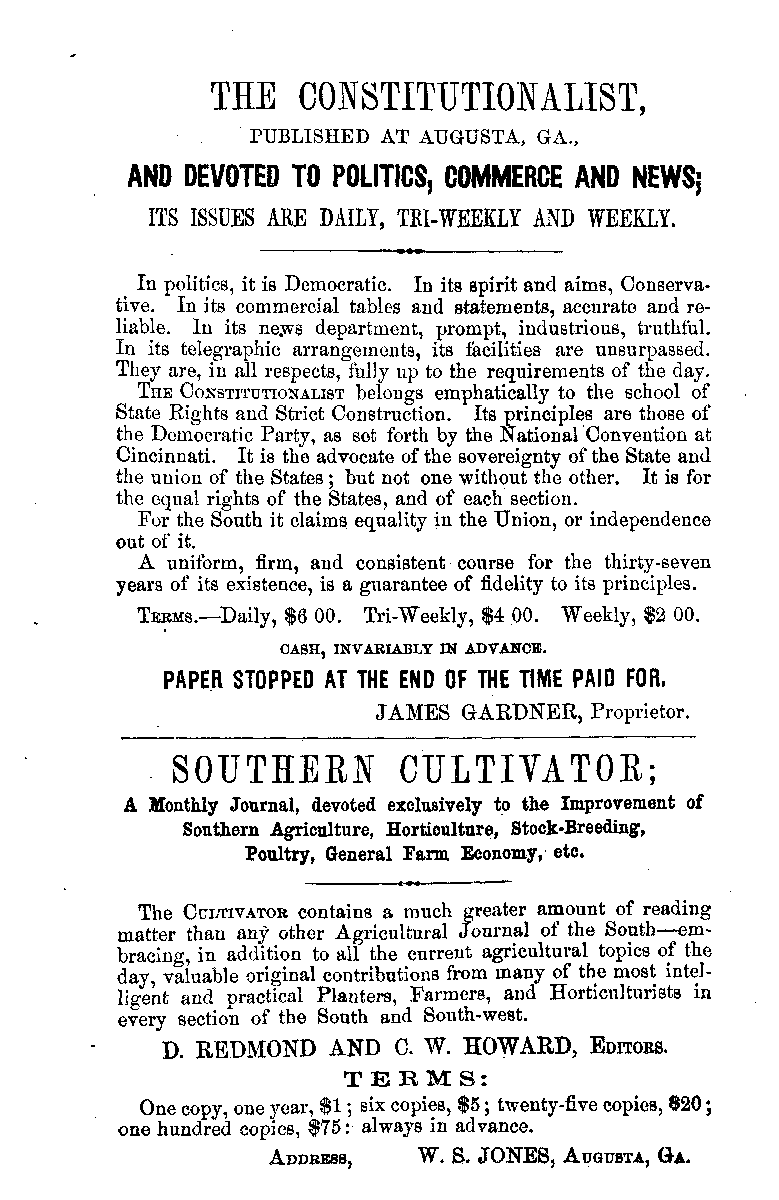 THE CONSTITUTIONALIST,
PUBLISHED AT AUGUSTA, GA.,
AND DEVOTED TO POLITICS, COMMERCE AND NEWS;
ITS ISSUES ARE DAILY, TRI-WEEKLY AND WEEKLY.
In politics, it is Democratic. In its spirit and aims, Conserva-
tive. In its commercial tables and statements, accurate and re-
liable. In its news department, prompt, industrious, truthful.
In its telegraphic arrangements, its facilities are unsurpassed.
They are, in all respects, fully up to the requirements of the day.
THE CONSTITUTIONALIST belongs emphatically to the school of
State Rights and Strict Construction. Its principles are those of
the Democratic Party, as set forth by the National Convention at
Cincinnati. It is the advocate of the sovereignty of the State and
the union of the States; but not one without the other. It is for
the equal rights of the States, and of each section.
For the South it claims equality in the Union, or independence
out of it.
A uniform, firm, and consistent course for the thirty-seven
years of its existence, is a guarantee of fidelity to its principles.
TERMS.—Daily, $6 00. Tri-Weekly, $4 00. Weekly, $2 00.
CASH, INVARIABLY IN ADVANCE.
PAPER STOPPED AT THE END OF THE TIME PAID FOR.
JAMES GARDNER, Proprietor.
SOUTHERN CULTIVATOR;
A Monthly Journal, devoted exclusively to the Improvement of
Southern Agriculture, Horticulture, Stock-Breeding,
Poultry, General Farm Economy, etc.
The CULTIVATOR contains a much greater amount of reading
matter than any other Agricultural Journal of the South—em-
bracing, in addition to all the current agricultural topics of the
day, valuable original contributions from many of the most intel-
ligent and practical Planters, Farmers, and Horticulturists in
every section of the South and South-west.
D. REDMOND AND C. W. HOWARD, EDITORS.
TERMS:
One copy, one year, $1; six copies, $5; twenty-five copies, $20;
one hundred copies, $75: always in advance.
ADDRESS, W. S. JONES, AUGUSTA, GA.